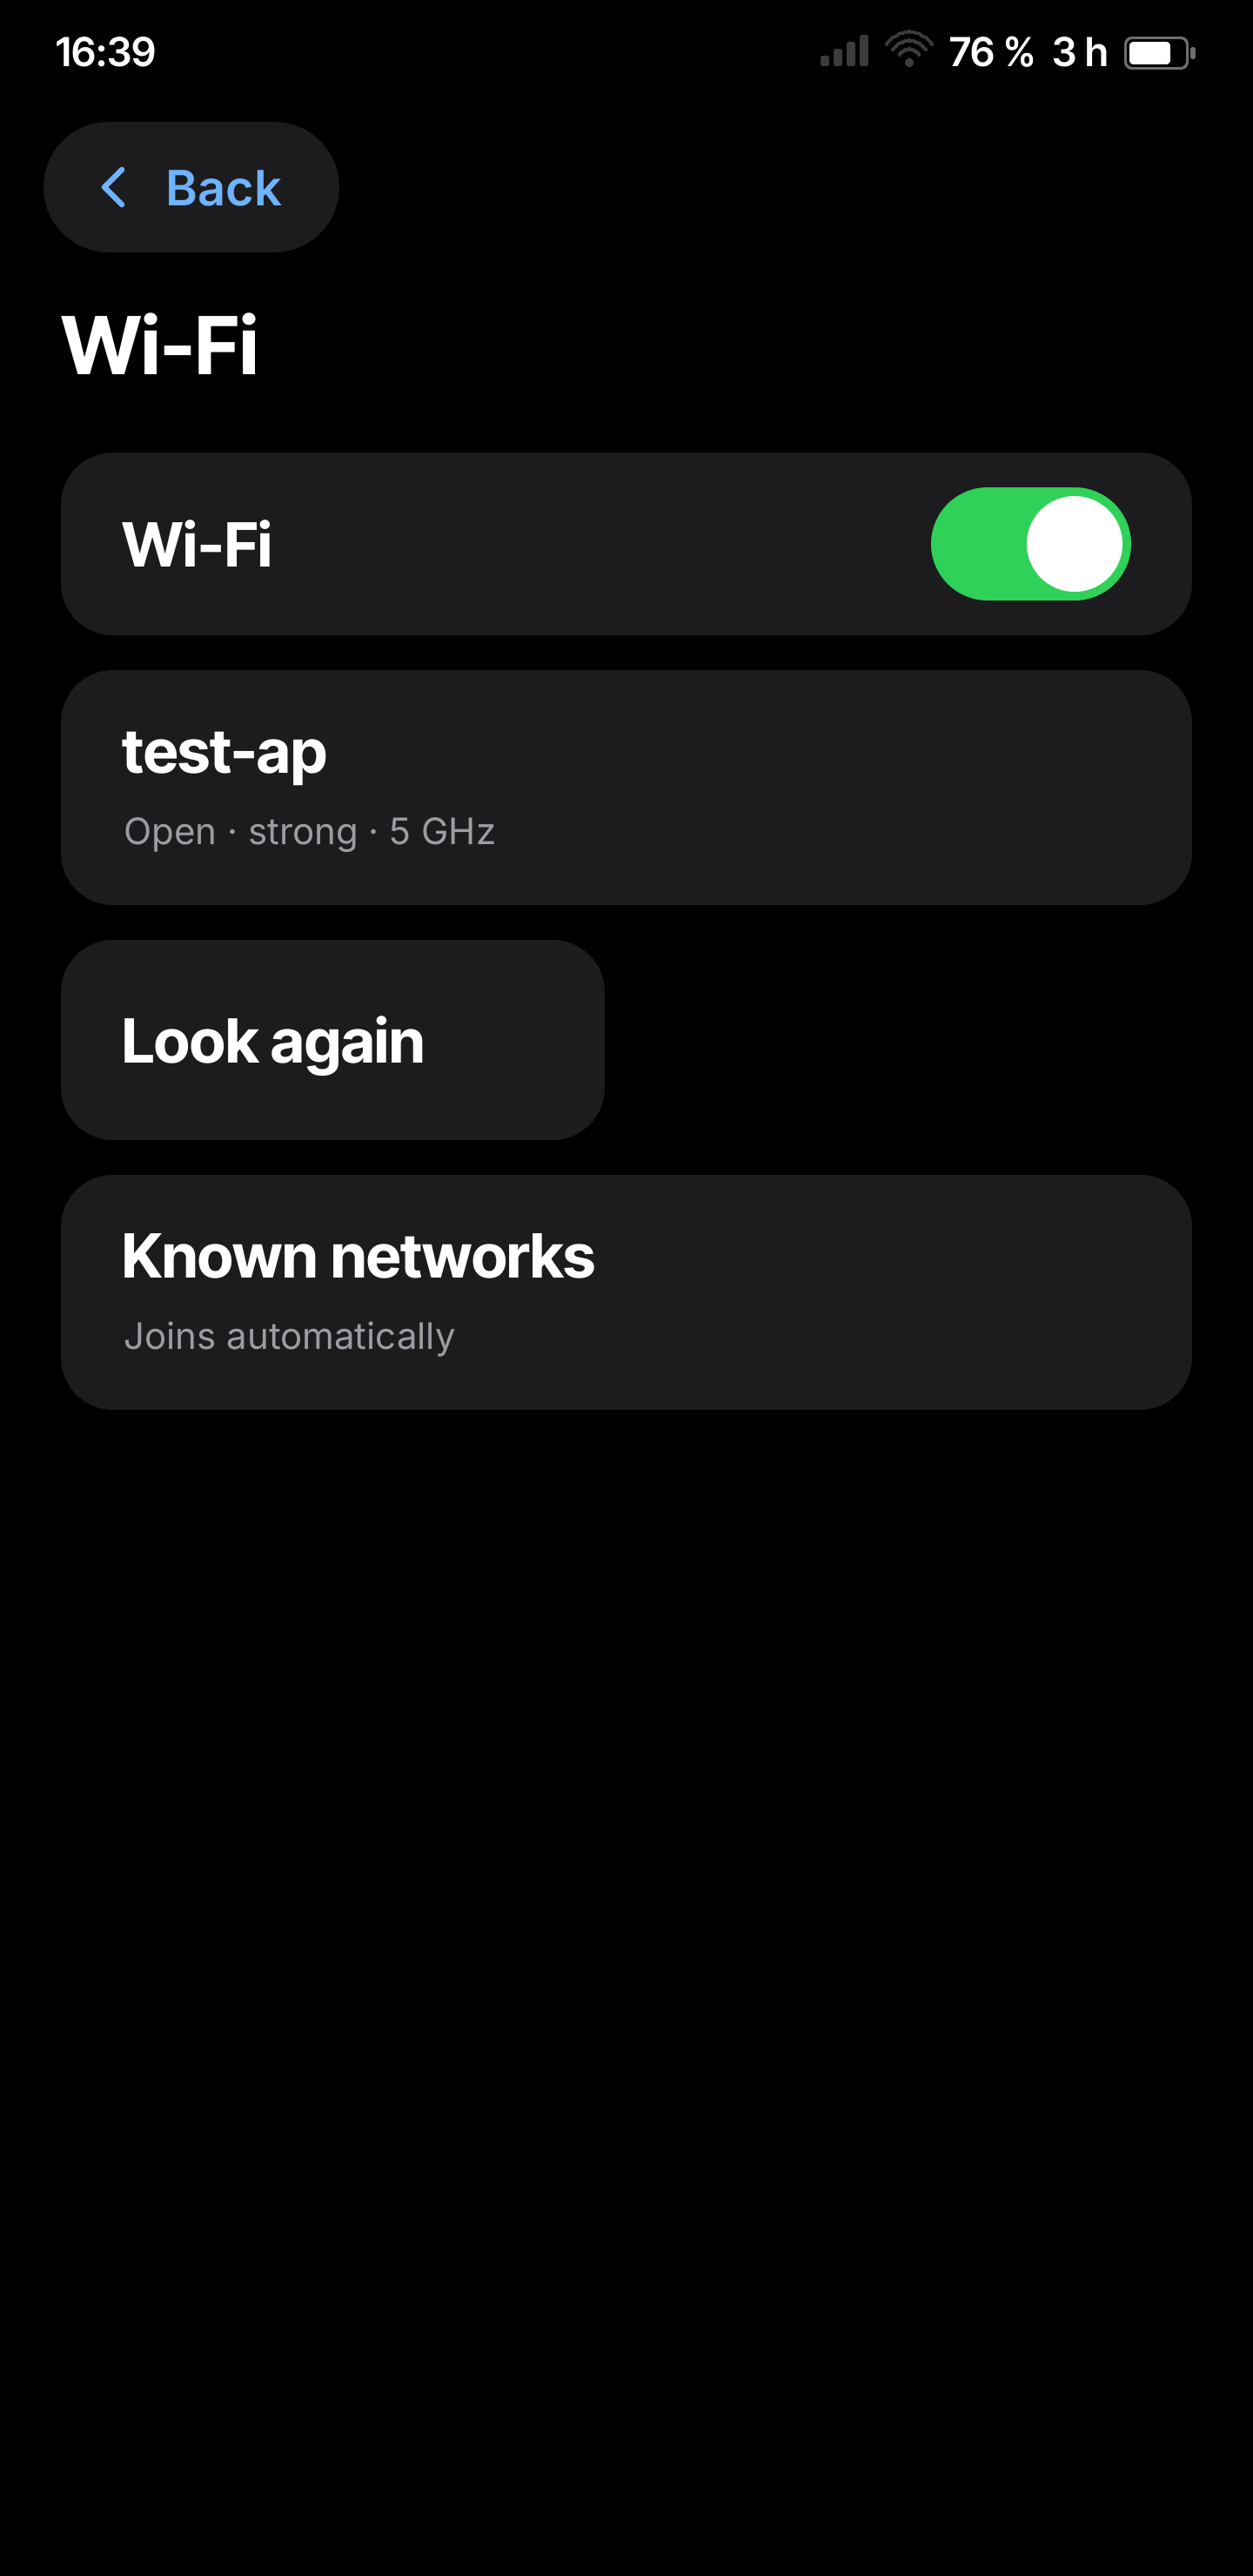 16:39
76 % 3 h
Back
Wi-Fi
Wi-Fi
test-ap
Open · strong · 5 GHz
Look again
Known networks
Joins automatically